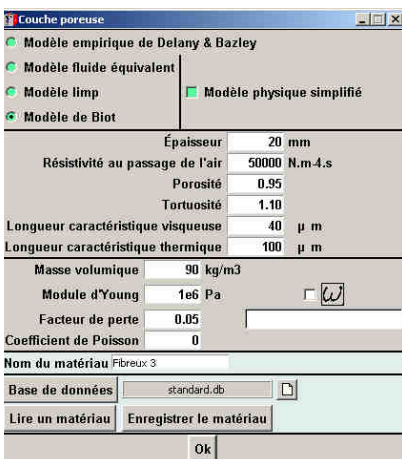 Couche poreuse
Modèle empirique de Delany & Bazley
Modèle fluide équivalent
Modèle limp
Modèle physique simplifié
Modèle de Biot
Épaisseur 20 mm
Résistivité au passage de l'air 50000 N.m-4.s
Porosité 0.95
Tortuosité 1.10
Longueur caractéristique visqueuse 40 µ m
Longueur caractéristique thermique 100 µ m
Masse volumique 90 kg/m3
Module d'Young 1e6 Pa ω
Facteur de perte 0.05
Coefficient de Poisson 0
Nom du matériau Fibreux 3
Base de données standard.db
Lire un matériau Enregistrer le matériau
Ok